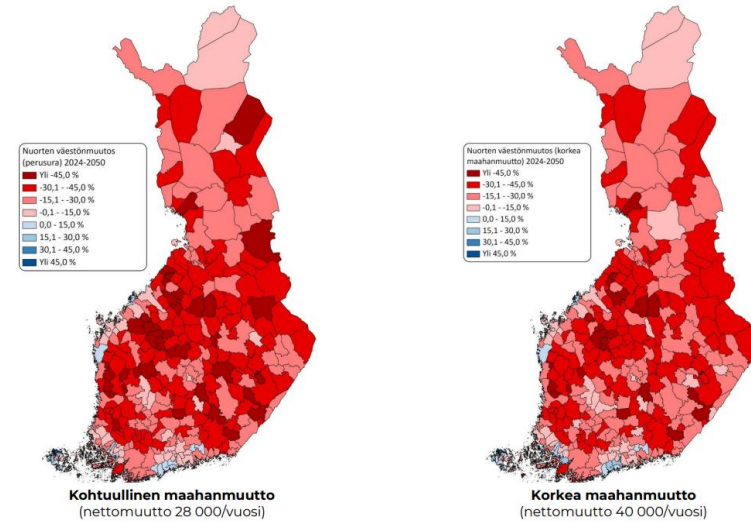 Nuorten väestönmuutos
(perusura) 2024-2050
Yli -45,0 %
-30,1 - -45,0 %
-15,1 - -30,0 %
-0,1 - -15,0 %
0,0 - 15,0 %
15,1 - 30,0 %
30,1 - 45,0 %
Yli 45,0 %
Kohtuullinen maahanmuutto
(nettomuutto 28 000/vuosi)
Nuorten väestönmuutos (korkea
maahanmuutto) 2024-2050
Yli -45,0 %
-30,1 - -45,0 %
-15,1 - -30,0 %
-0,1 - -15,0 %
0,0 - 15,0 %
15,1 - 30,0 %
30,1 - 45,0 %
Yli 45,0 %
Korkea maahanmuutto
(nettomuutto 40 000/vuosi)